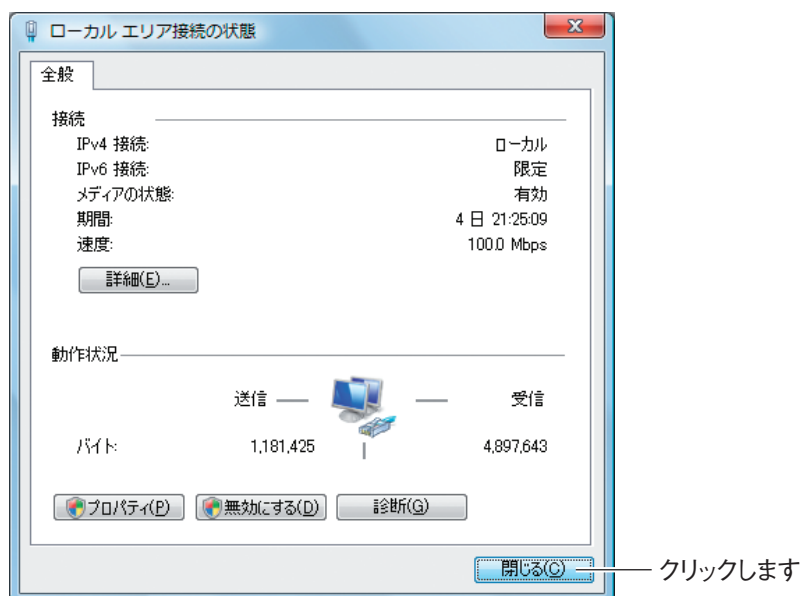 ローカル エリア接続の状態
全般
接続
IPv4 接続: ローカル
IPv6 接続: 限定
メディアの状態: 有効
期間: 4 日 21:25:09
速度: 100.0 Mbps
詳細(E)...
動作状況
送信 受信
バイト: 1,181,425 4,897,643
プロパティ(P) 無効にする(D) 診断(G)
閉じる(C) クリックします